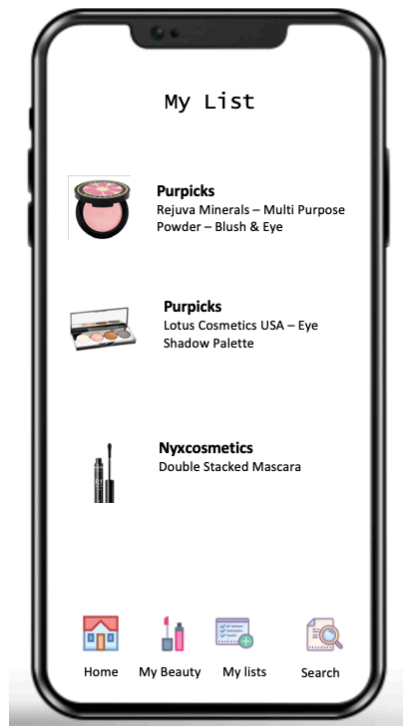 My List
Purpicks
Rejuva Minerals – Multi Purpose
Powder – Blush & Eye
Purpicks
Lotus Cosmetics USA – Eye
Shadow Palette
Nyxcosmetics
Double Stacked Mascara
Home
My Beauty
My lists
Search